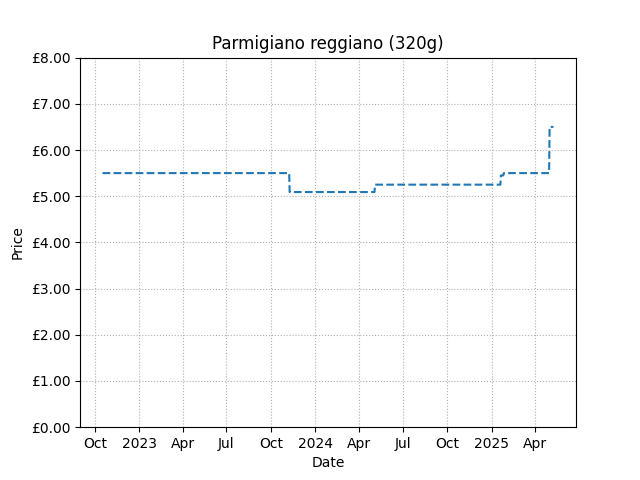 Parmigiano reggiano (320g)
£8.00
£7.00
£6.00
£5.00
£4.00
£3.00
£2.00
£1.00
£0.00
Price
Oct 2023 Apr Jul Oct 2024 Apr Jul Oct 2025 Apr
Date